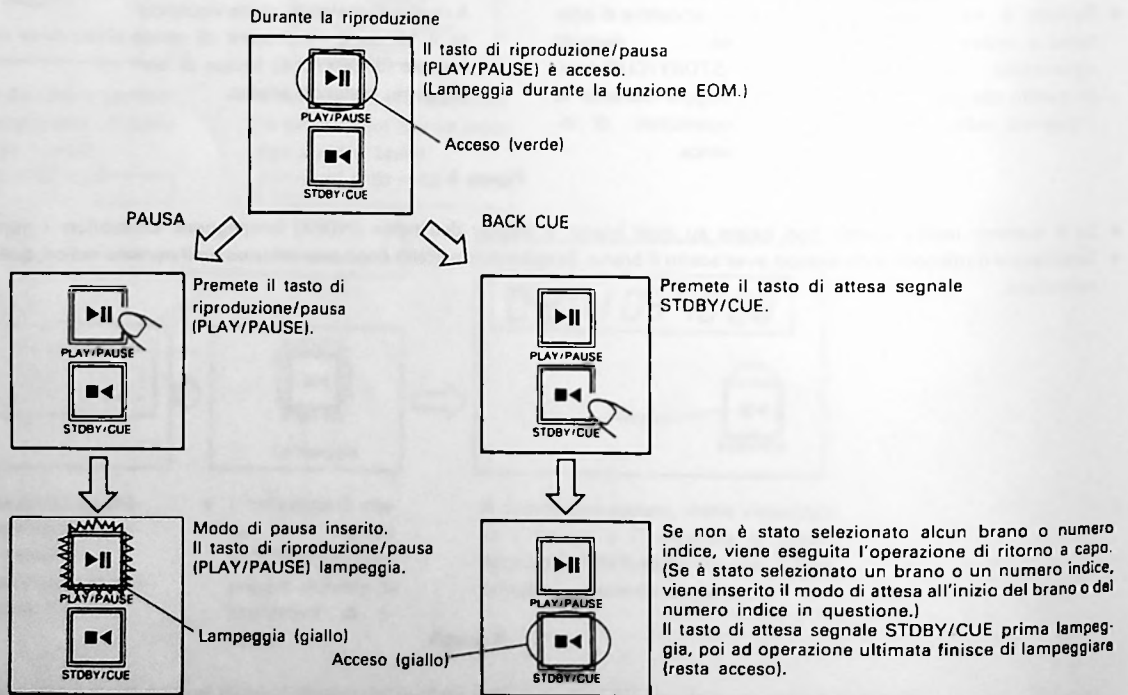 Durante la riproduzione
Il tasto di riproduzione/pausa
(PLAY/PAUSE) è acceso.
(Lampeggia durante la funzione EOM.)
PLAY/PAUSE
Acceso (verde)
STDBY/CUE
PAUSA
BACK CUE
Premete il tasto di
riproduzione/pausa
(PLAY/PAUSE).
PLAY/PAUSE
STDBY/CUE
Premete il tasto di attesa segnale
STDBY/CUE.
PLAY/PAUSE
STDBY/CUE
Modo di pausa inserito.
Il tasto di riproduzione/pausa
(PLAY/PAUSE) lampeggia.
PLAY/PAUSE
Lampeggia (giallo)
STDBY/CUE
Se non è stato selezionato alcun brano o numero
indice, viene eseguita l'operazione di ritorno a capo.
(Se è stato selezionato un brano o un numero indice,
viene inserito il modo di attesa all'inizio del brano o del
numero indice in questione.)
Il tasto di attesa segnale STDBY/CUE prima lampeg-
gia, poi ad operazione ultimata finisce di lampeggiare
(resta acceso).
PLAY/PAUSE
Acceso (giallo)
STDBY/CUE